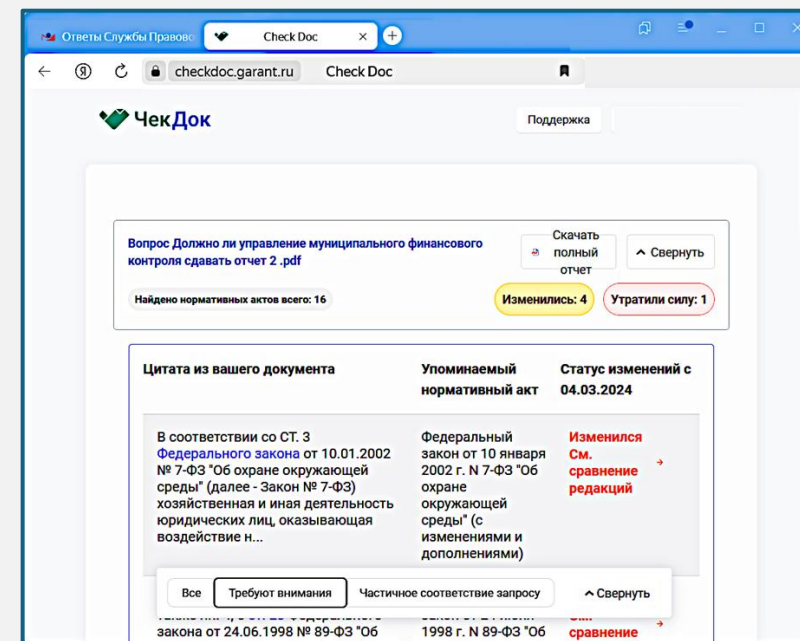 Ответы Службы Правово
Check Doc
checkdoc.garant.ru
Check Doc
ЧекДок
Поддержка
Вопрос Должно ли управление муниципального финансового
контроля сдавать отчет 2 .pdf
Скачать
полный
отчет
Свернуть
Найдено нормативных актов всего: 16
Изменились: 4
Утратили силу: 1
Цитата из вашего документа
Упоминаемый
нормативный акт
Статус изменений с
04.03.2024
В соответствии со СТ. 3
Федерального закона от 10.01.2002
№ 7-ФЗ "Об охране окружающей
среды" (далее - Закон № 7-ФЗ)
хозяйственная и иная деятельность
юридических лиц, оказывающая
воздействие н...
Федеральный
закон от 10 января
2002 г. N 7-ФЗ "Об
охране
окружающей
среды" (с
изменениями и
дополнениями)
Изменился
См.
сравнение
редакций
Все
Требуют внимания
Частичное соответствие запросу
Свернуть
закона от 24.06.1998 № 89-ФЗ "Об
1998 г. N 89-ФЗ "Об
сравнение